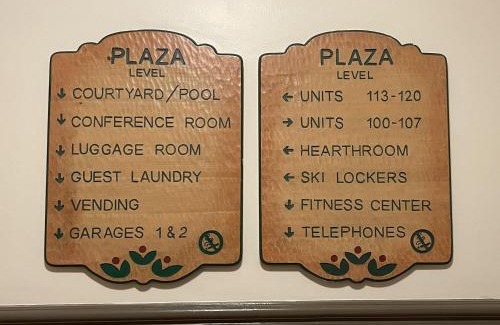 PLAZA
LEVEL
↓ COURTYARD/POOL
↓ CONFERENCE ROOM
↓ LUGGAGE ROOM
↓ GUEST LAUNDRY
↓ VENDING
↓ GARAGES 1 & 2
PLAZA
LEVEL
← UNITS 113-120
→ UNITS 100-107
← HEARTHROOM
← SKI LOCKERS
↓ FITNESS CENTER
↓ TELEPHONES